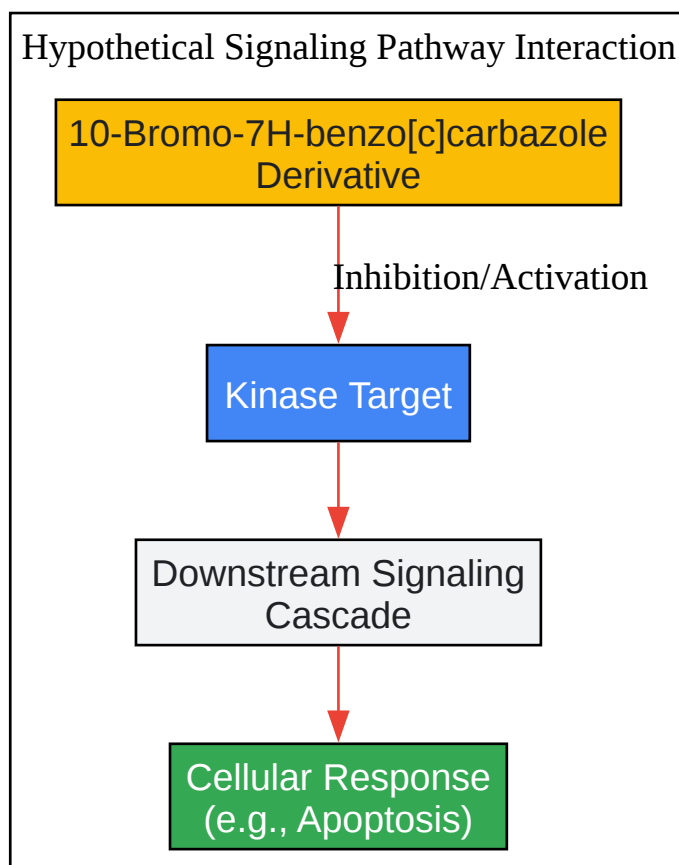 Hypothetical Signaling Pathway Interaction
10-Bromo-7H-benzo[c]carbazole
Derivative
Inhibition/Activation
Kinase Target
Downstream Signaling
Cascade
Cellular Response
(e.g., Apoptosis)